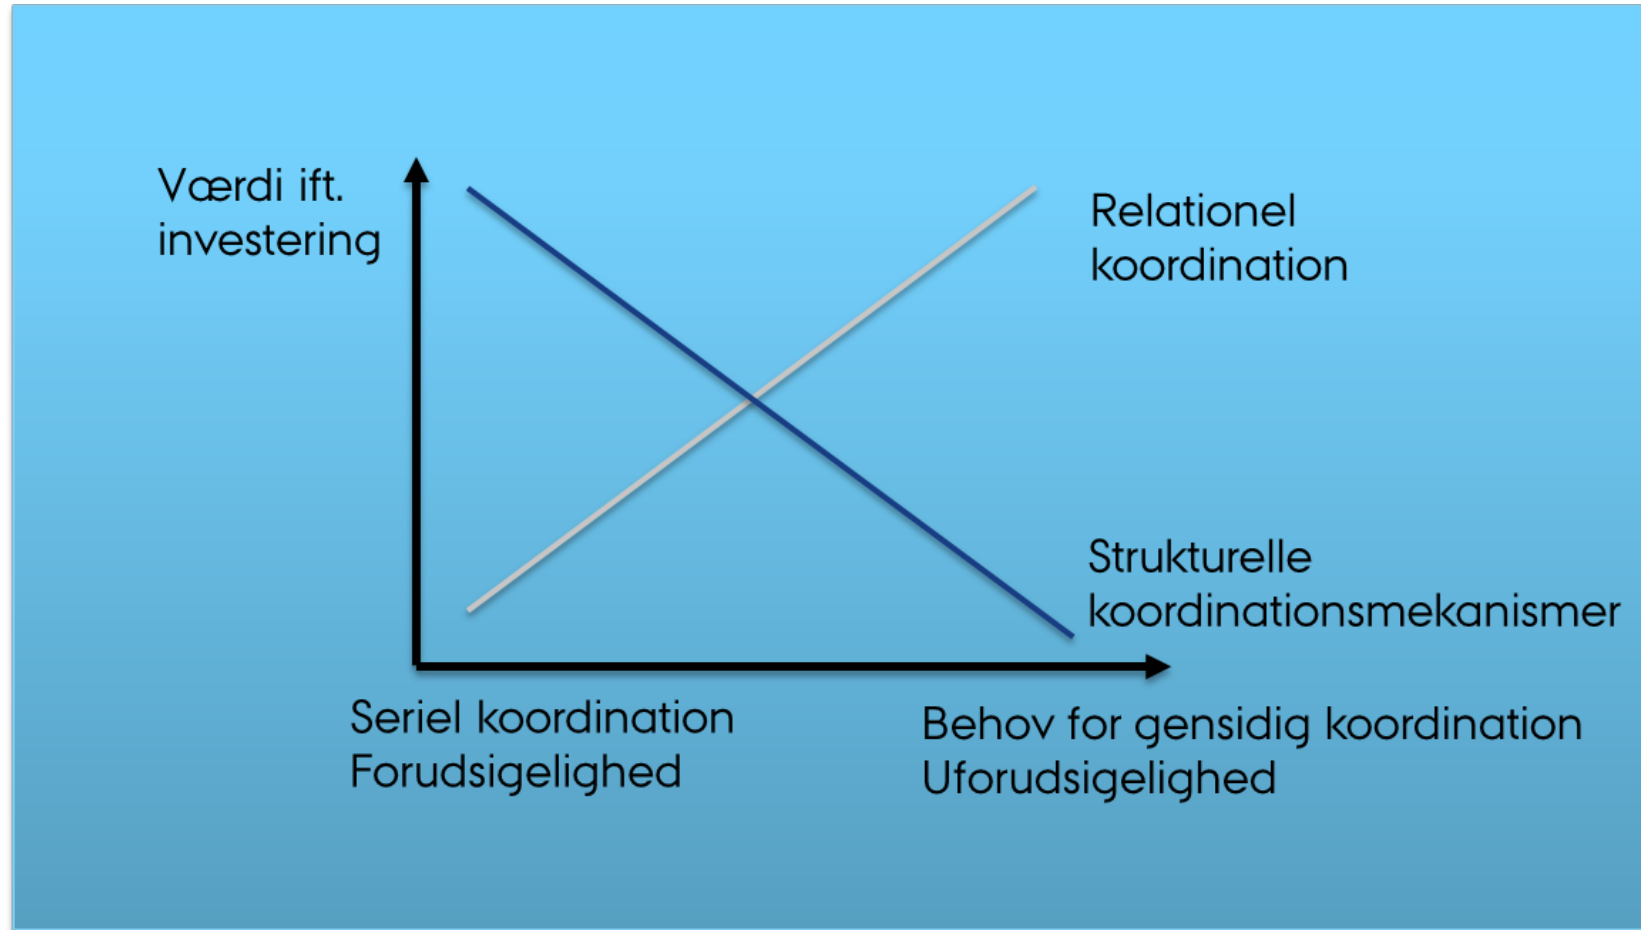 Værdi ift.
investering
Relationel
koordination
Strukturelle
koordinationsmekanismer
Seriel koordination
Forudsigelighed
Behov for gensidig koordination
Uforudsigelighed